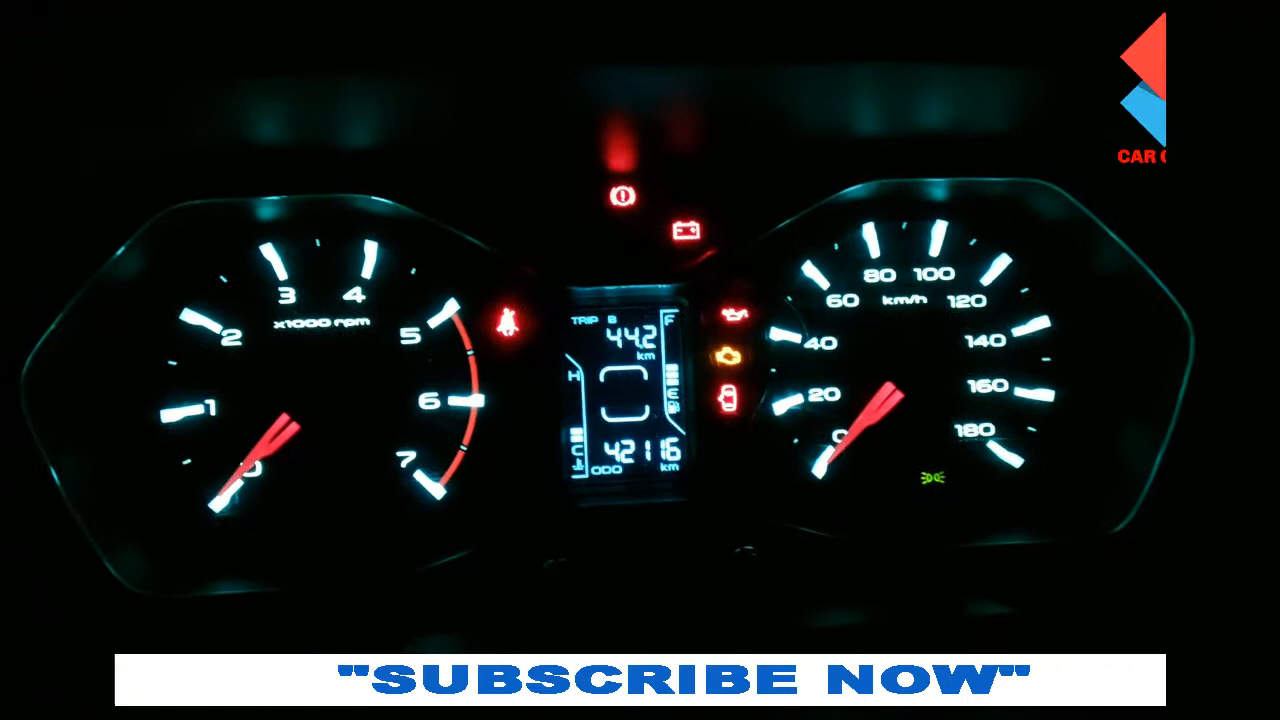 CAR
3 4
x1000 rpm
2 5
1 6
0 7
TRIP B
44.2
km
F
H
E
C
42116
ODO km
80 100
60 km/h 120
40 140
20 160
0 180
"SUBSCRIBE NOW"